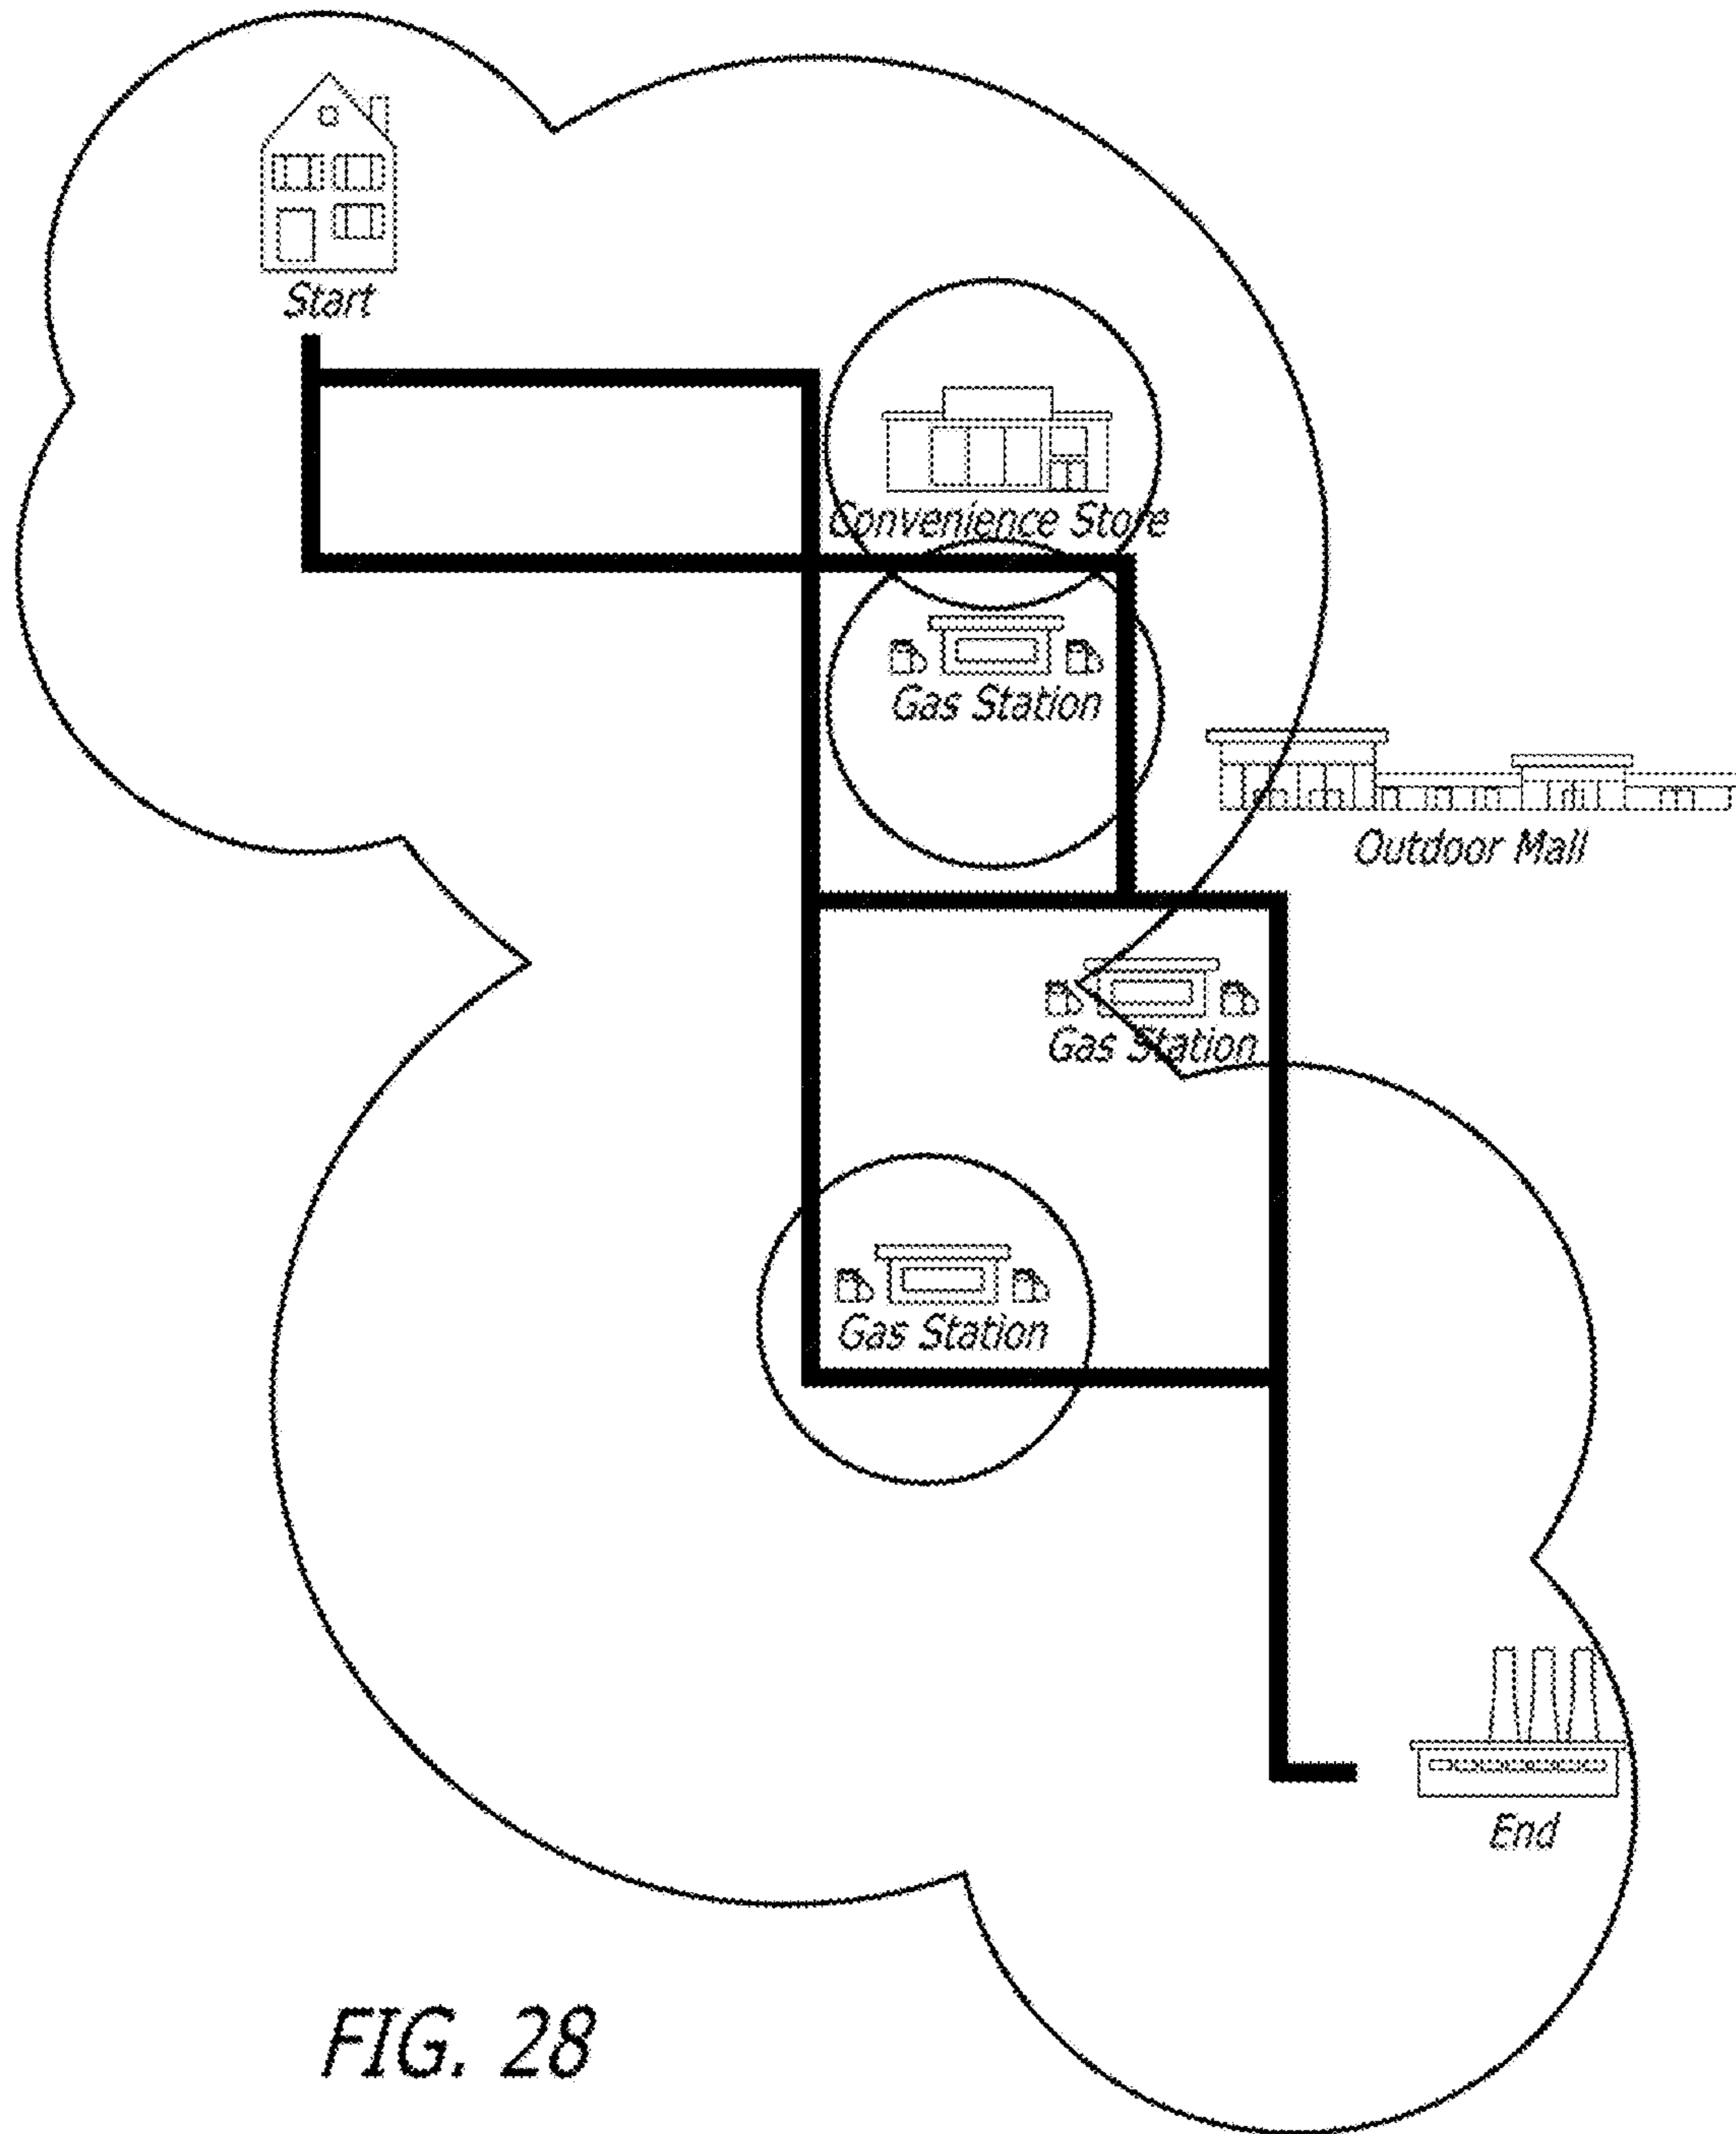 Start
Convenience Store
Gas Station
Outdoor Mall
Gas Station
Gas Station
End
FIG. 28